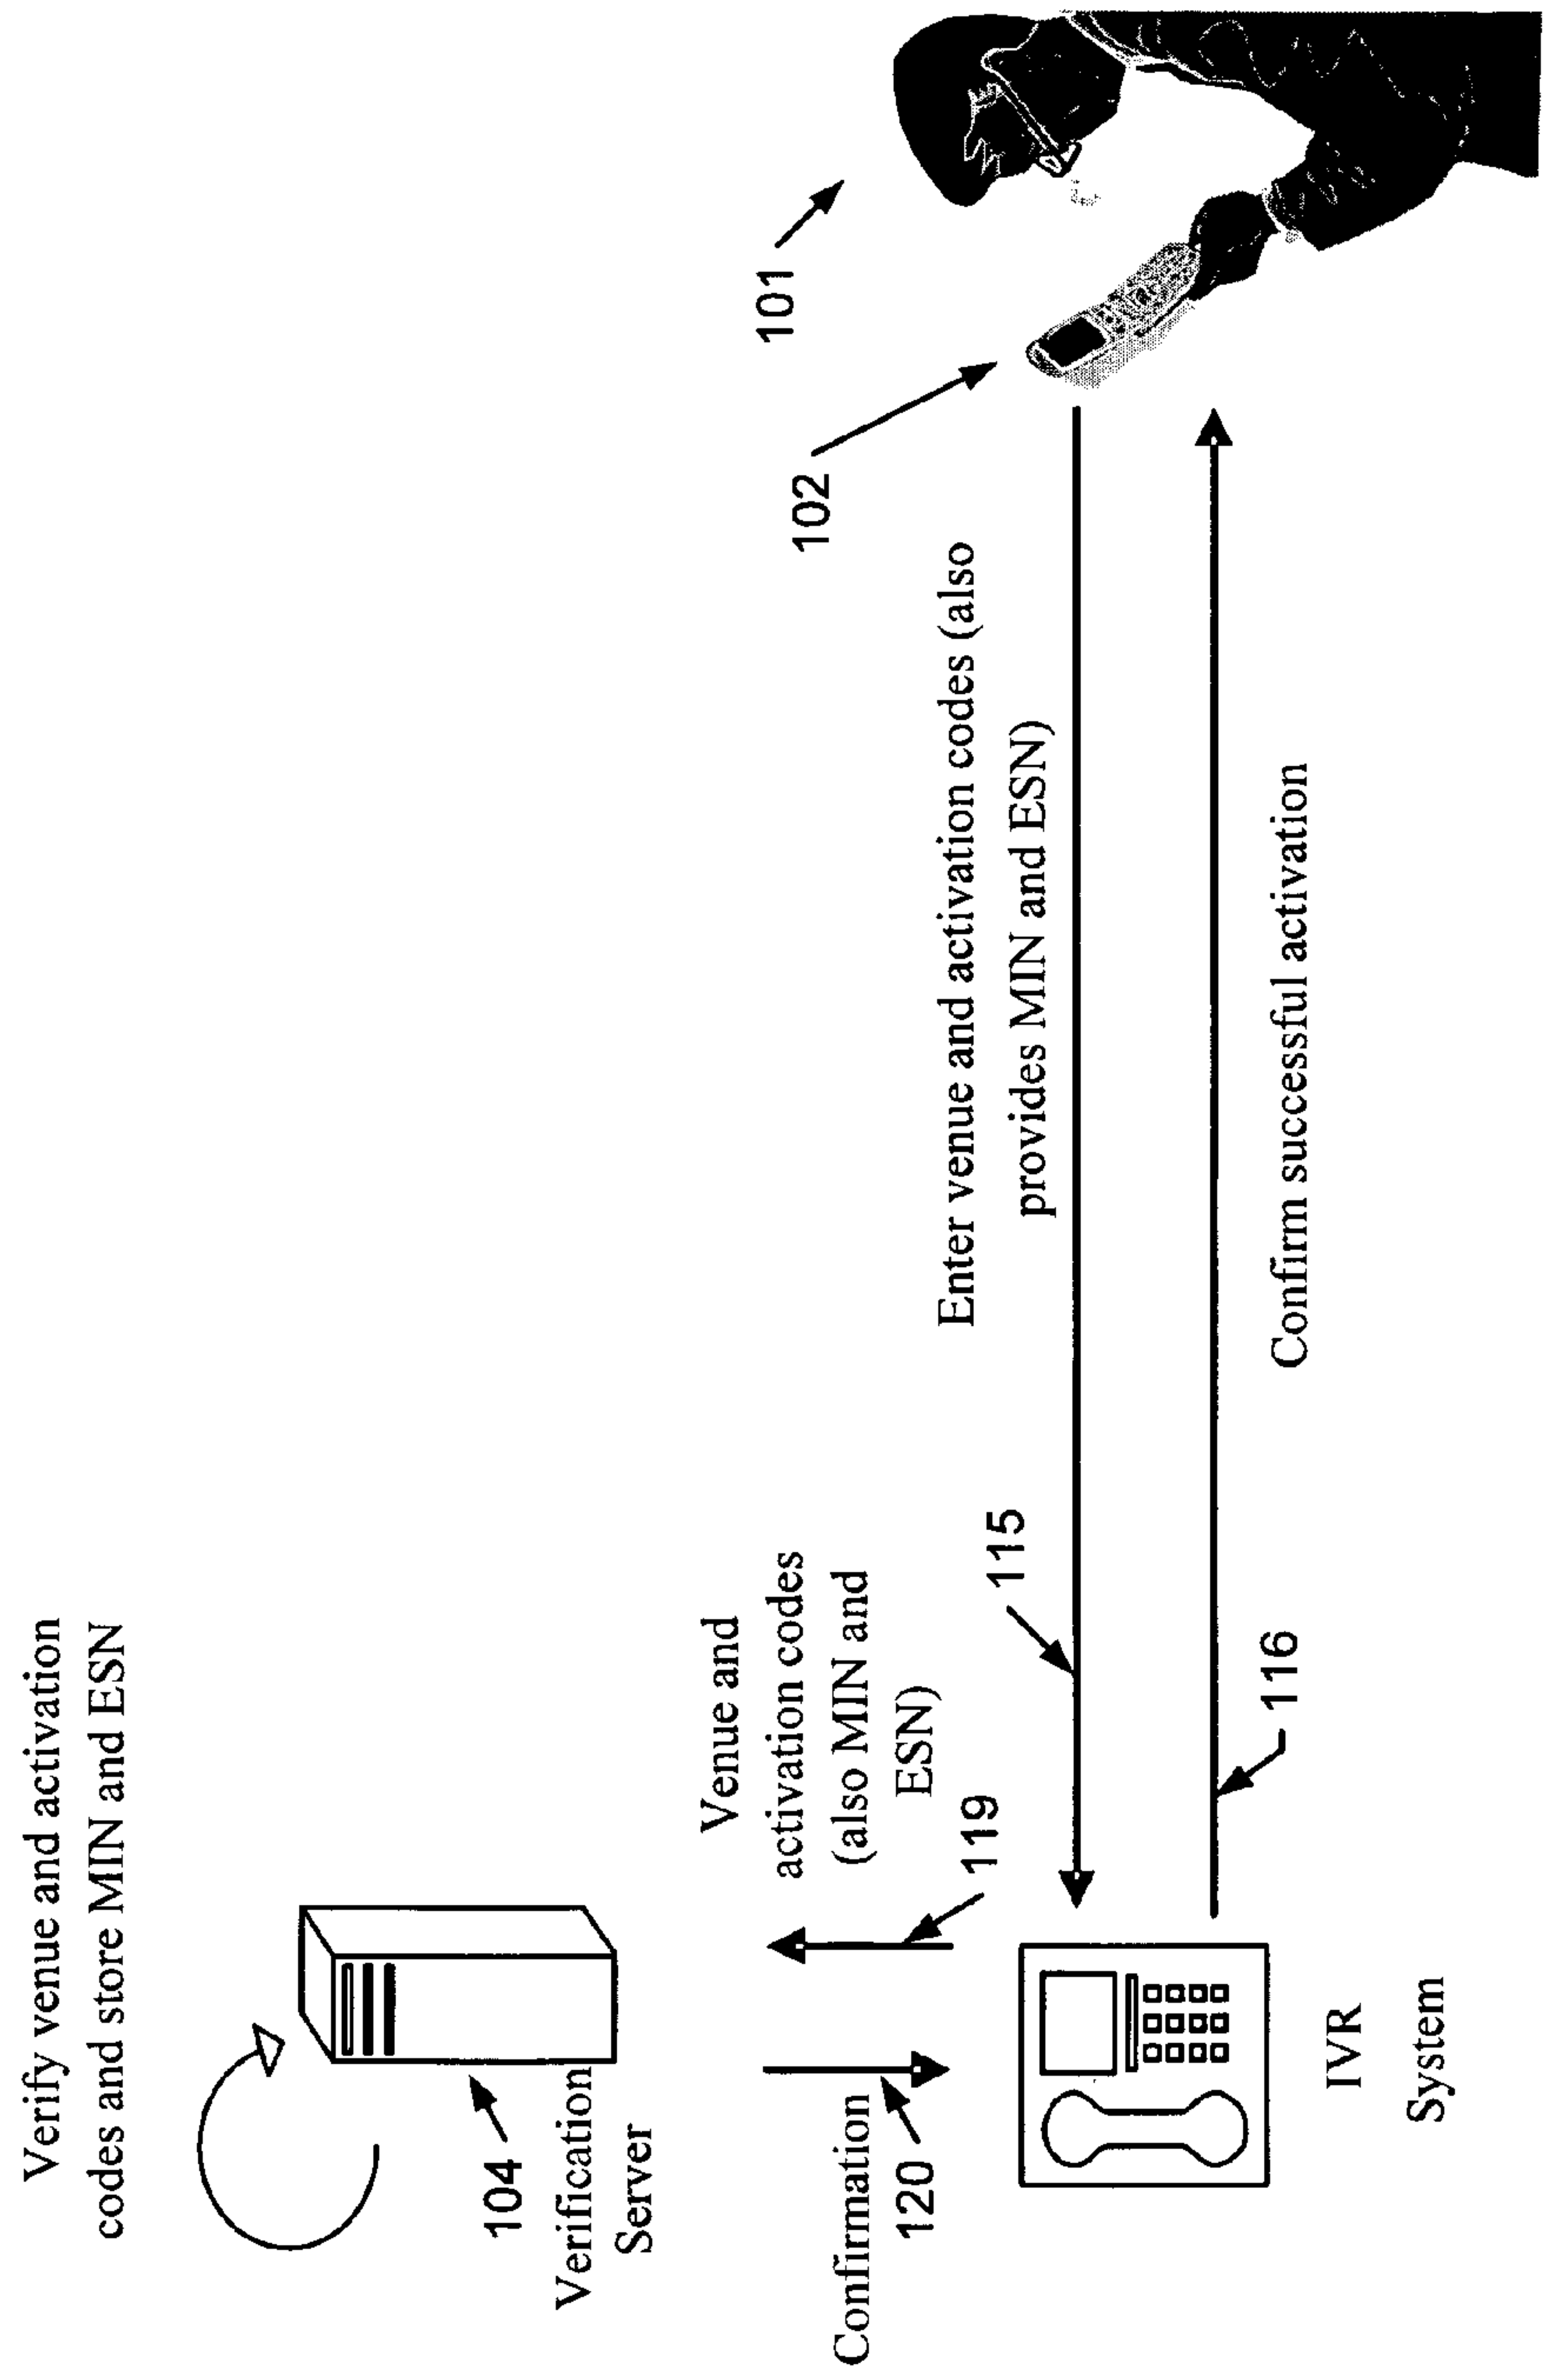 Verify venue and activation
codes and store MIN and ESN
104
Verification
Server
Confirmation
120
Venue and
activation codes
(also MIN and
ESN)
119
115
116
IVR
System
101
102
Enter venue and activation codes (also
provides MIN and ESN)
Confirm successful activation